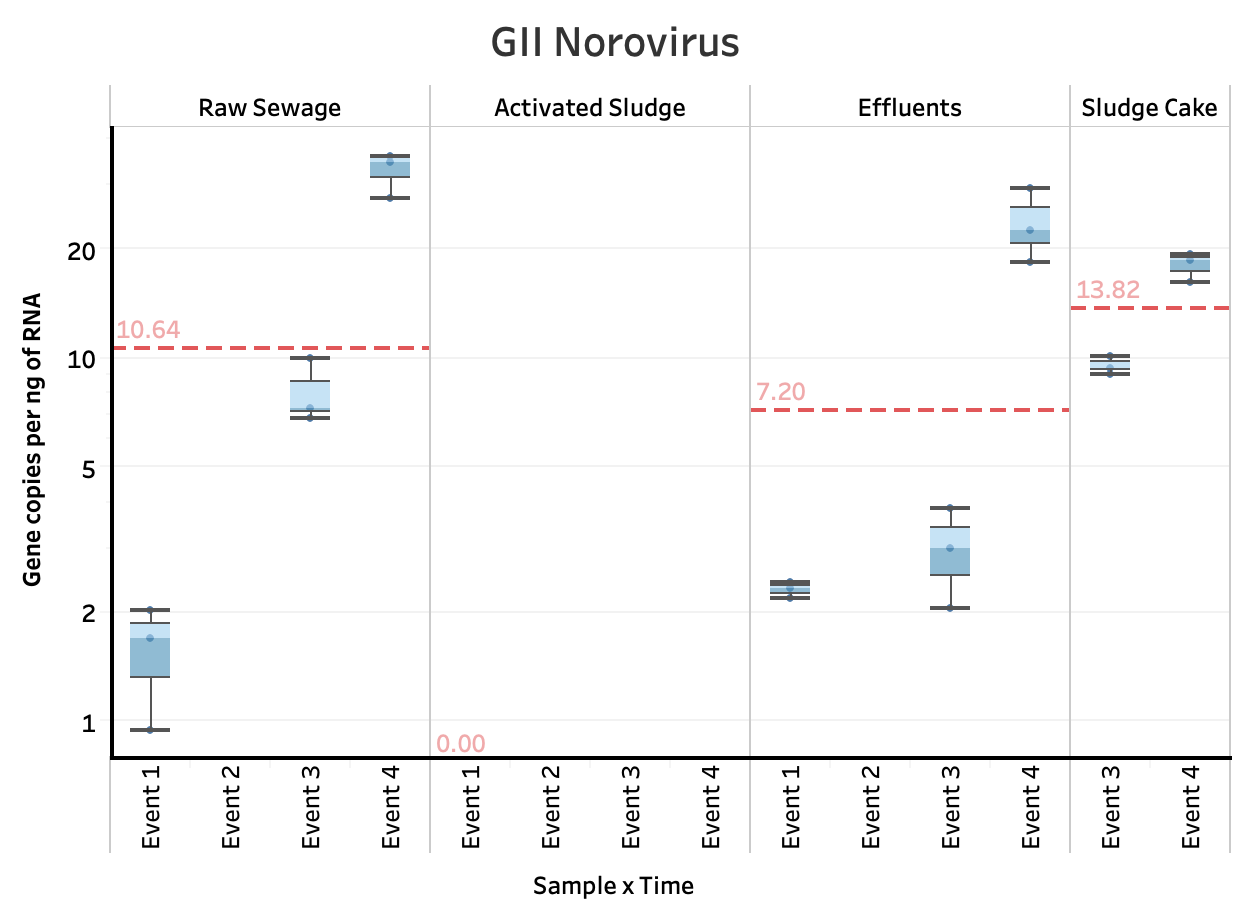 GII Norovirus
Raw Sewage
Activated Sludge
Effluents
Sludge Cake
Gene copies per ng of RNA
20
10
5
2
1
10.64
0.00
7.20
13.82
Event 1
Event 2
Event 3
Event 4
Event 1
Event 2
Event 3
Event 4
Event 1
Event 2
Event 3
Event 4
Event 3
Event 4
Sample x Time